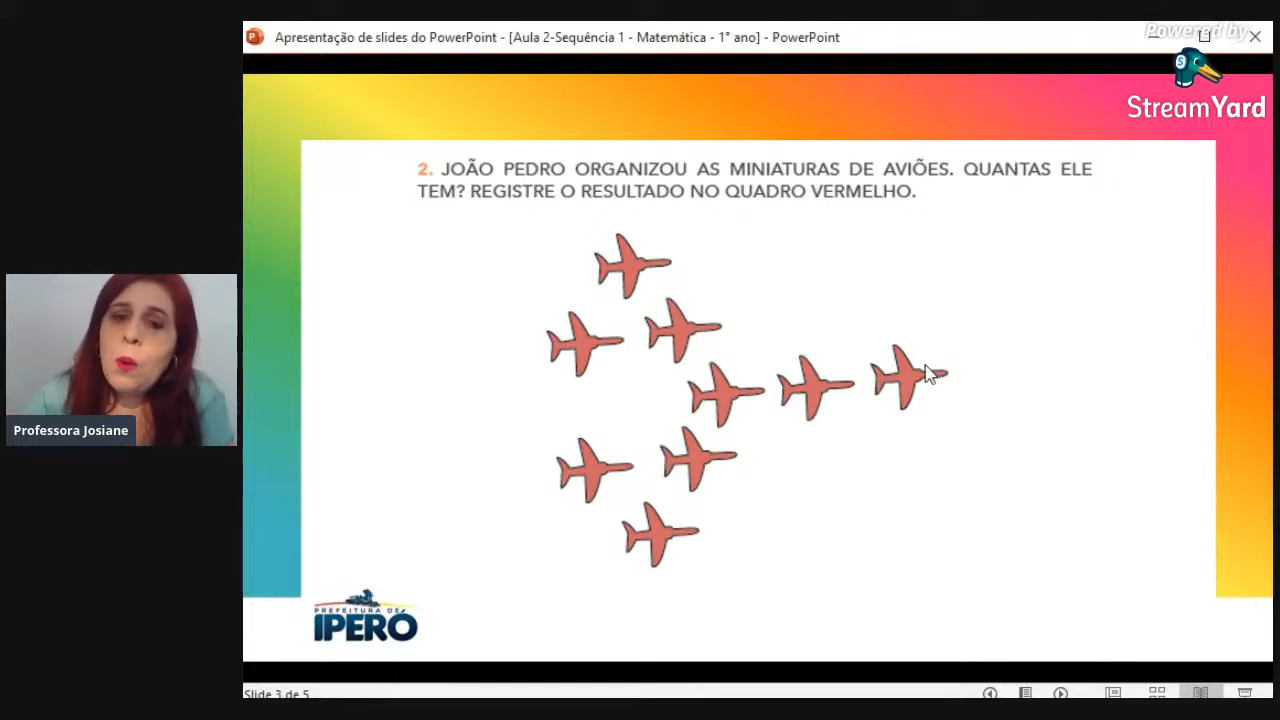 Apresentação de slides do PowerPoint - [Aula 2-Sequência 1 - Matemática - 1° ano] - PowerPoint
Powered by
StreamYard
2. JOÃO PEDRO ORGANIZOU AS MINIATURAS DE AVIÕES. QUANTAS ELE
TEM? REGISTRE O RESULTADO NO QUADRO VERMELHO.
Professora Josiane
PREFEITURA DE
IPERÓ
Slide 3 de 5